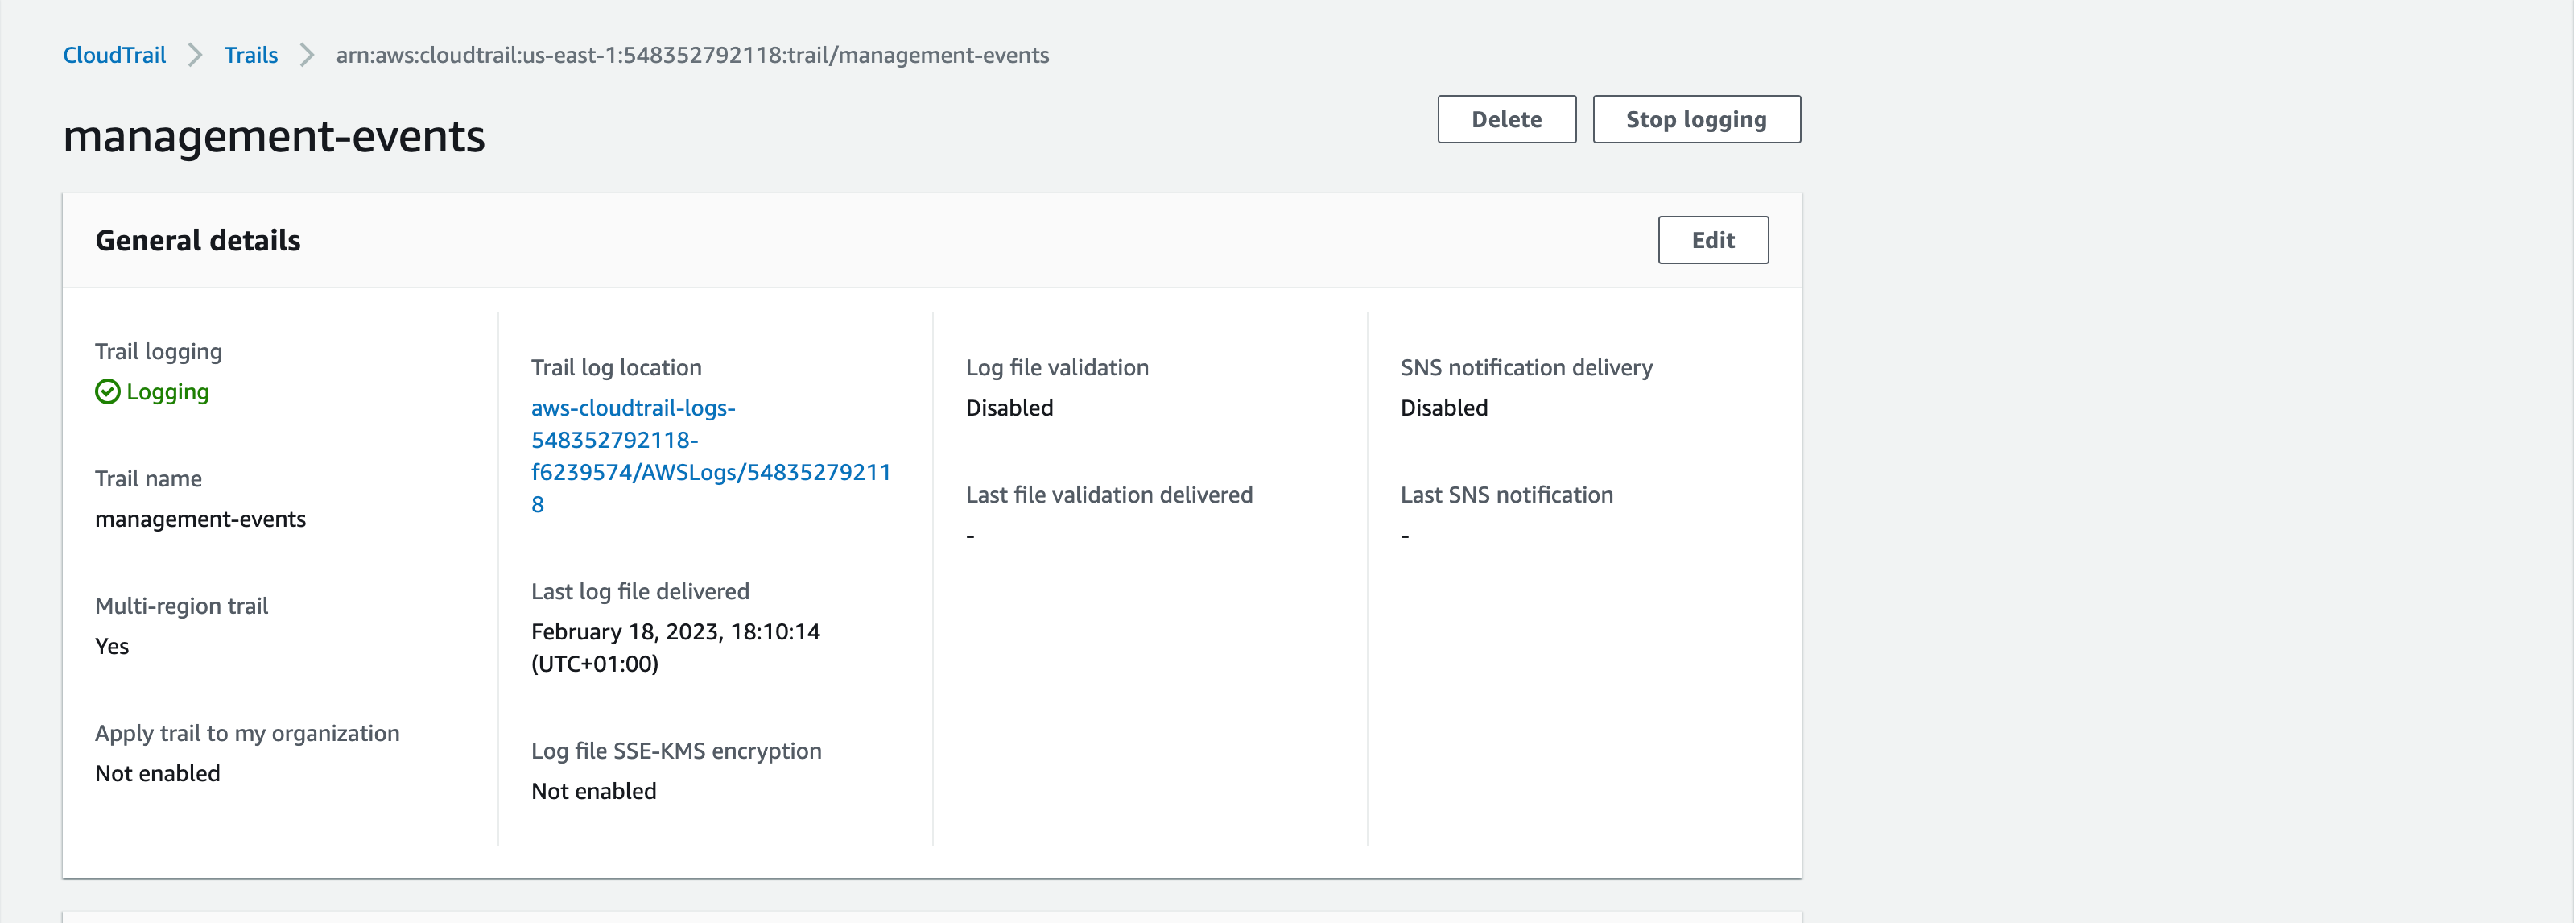 CloudTrail
Trails
arn:aws:cloudtrail:us-east-1:548352792118:trail/management-events
management-events
Delete
Stop logging
General details
Edit
Trail logging
Logging
Trail name
management-events
Multi-region trail
Yes
Apply trail to my organization
Not enabled
Trail log location
aws-cloudtrail-logs-
548352792118-
f6239574/AWSLogs/54835279211
8
Last log file delivered
February 18, 2023, 18:10:14
(UTC+01:00)
Log file SSE-KMS encryption
Not enabled
Log file validation
Disabled
Last file validation delivered
-
SNS notification delivery
Disabled
Last SNS notification
-